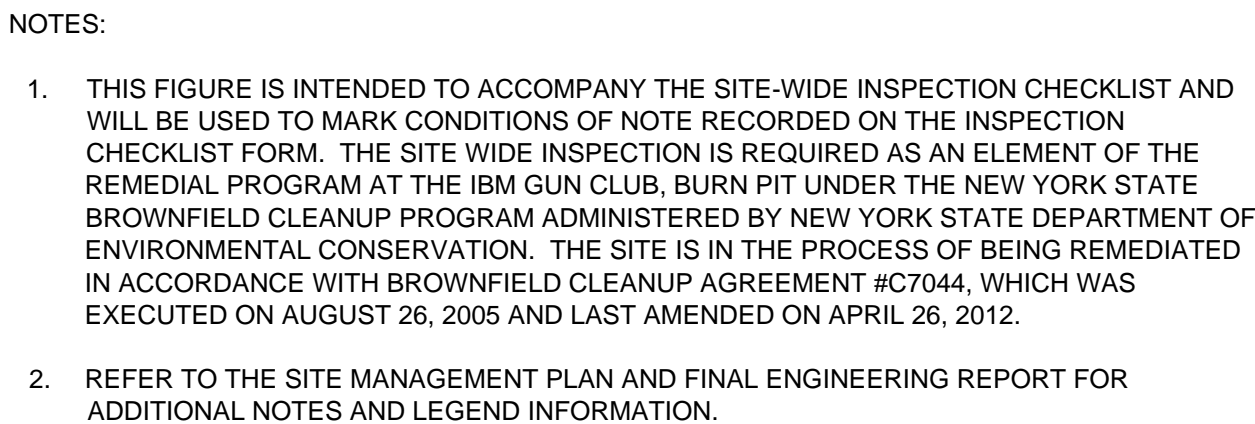 NOTES:
1. THIS FIGURE IS INTENDED TO ACCOMPANY THE SITE-WIDE INSPECTION CHECKLIST AND
WILL BE USED TO MARK CONDITIONS OF NOTE RECORDED ON THE INSPECTION
CHECKLIST FORM. THE SITE WIDE INSPECTION IS REQUIRED AS AN ELEMENT OF THE
REMEDIAL PROGRAM AT THE IBM GUN CLUB, BURN PIT UNDER THE NEW YORK STATE
BROWNFIELD CLEANUP PROGRAM ADMINISTERED BY NEW YORK STATE DEPARTMENT OF
ENVIRONMENTAL CONSERVATION. THE SITE IS IN THE PROCESS OF BEING REMEDIATED
IN ACCORDANCE WITH BROWNFIELD CLEANUP AGREEMENT #C7044, WHICH WAS
EXECUTED ON AUGUST 26, 2005 AND LAST AMENDED ON APRIL 26, 2012.
2. REFER TO THE SITE MANAGEMENT PLAN AND FINAL ENGINEERING REPORT FOR
ADDITIONAL NOTES AND LEGEND INFORMATION.